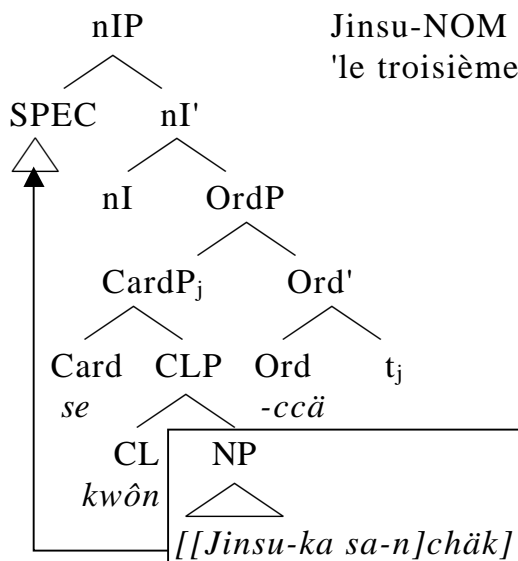 nIP Jinsu-NOM
'le troisième
SPEC nI'
nI OrdP
CardPj Ord'
Card CLP Ord tj
se -ccä
CL NP
kwôn
[[Jinsu-ka sa-n]chäk]